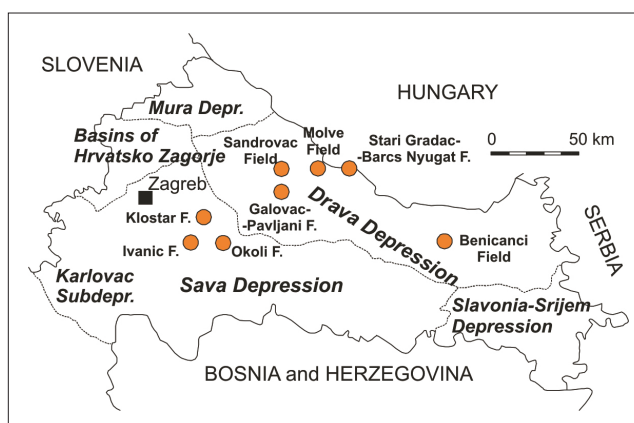 SLOVENIA
HUNGARY
Mura Depr.
Basins of
Hrvatsko Zagorje
Sandrovac
Field
Molve
Field
Stari Gradac-
-Barcs Nyugat F.
0 50 km
Zagreb
Klostar F.
Galovac-
-Pavljani F.
Drava Depression
SERBIA
Ivanic F.
Okoli F.
Benicanci
Field
Karlovac
Subdepr.
Sava Depression
Slavonia-Srijem
Depression
BOSNIA and HERZEGOVINA